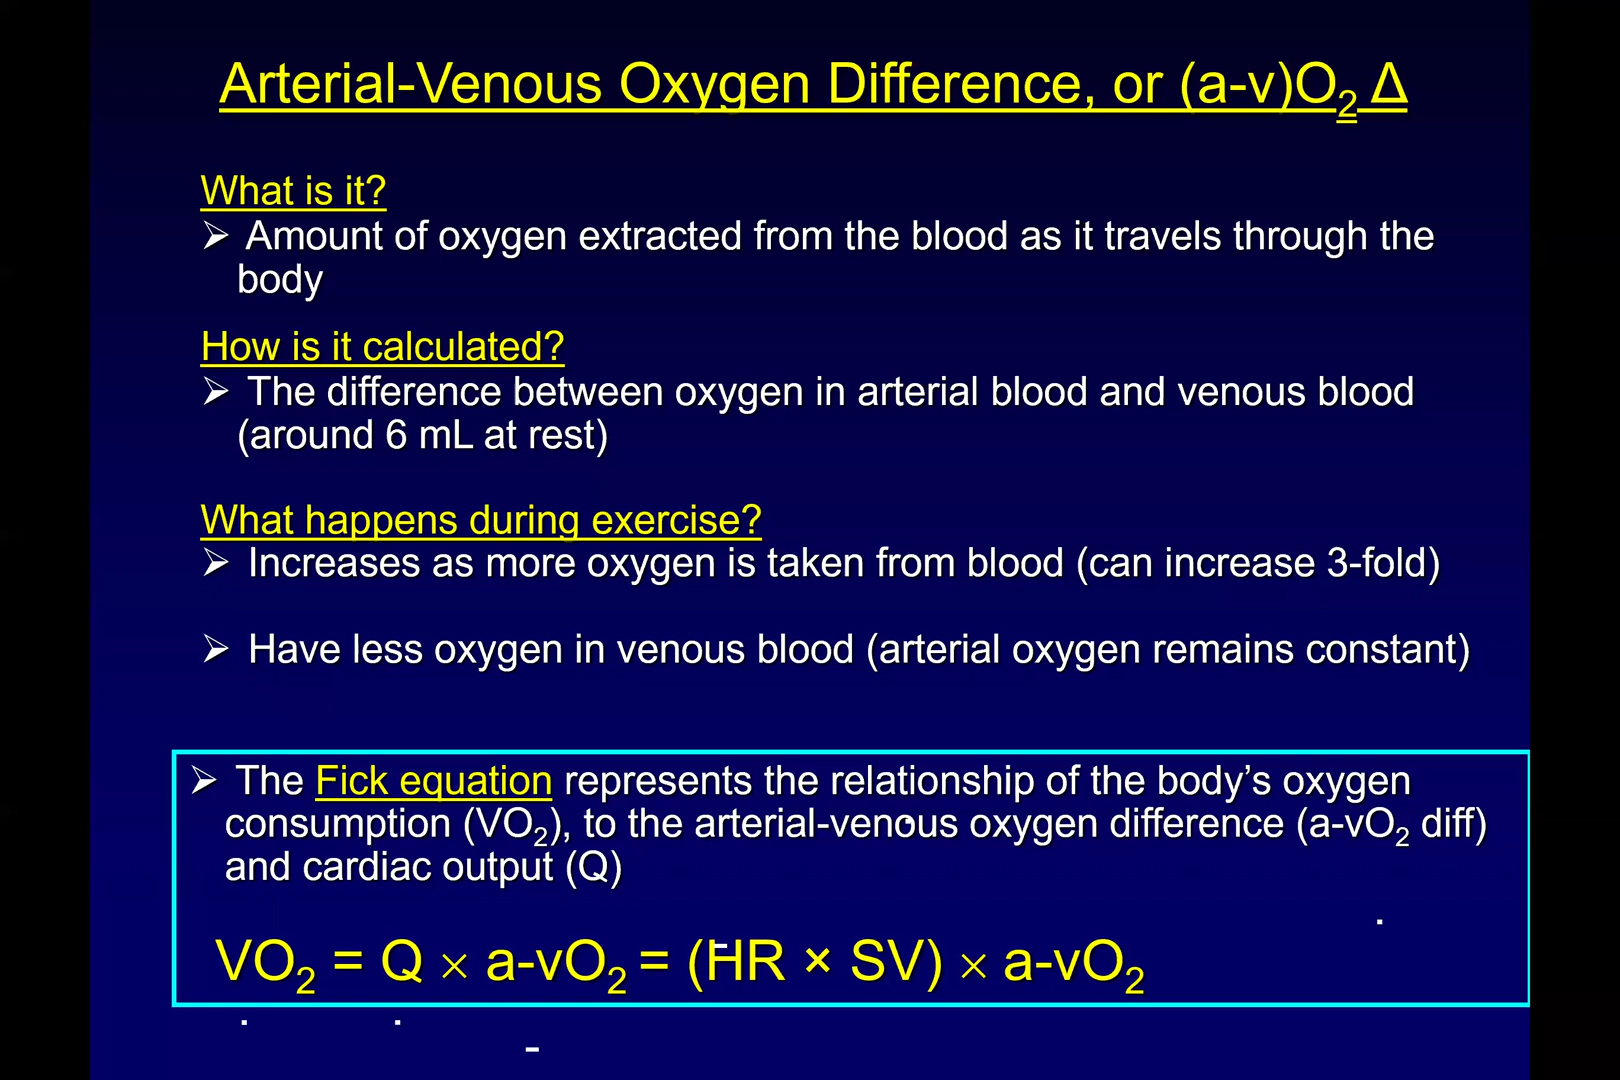 Arterial-Venous Oxygen Difference, or (a-v)O₂ Δ
What is it?
➢ Amount of oxygen extracted from the blood as it travels through the
body
How is it calculated?
➢ The difference between oxygen in arterial blood and venous blood
(around 6 mL at rest)
What happens during exercise?
➢ Increases as more oxygen is taken from blood (can increase 3-fold)
➢ Have less oxygen in venous blood (arterial oxygen remains constant)
➢ The Fick equation represents the relationship of the body’s oxygen
consumption (VO₂), to the arterial-venous oxygen difference (a-vO₂ diff)
and cardiac output (Q)
VO₂ = Q × a-vO₂ = (HR × SV) × a-vO₂